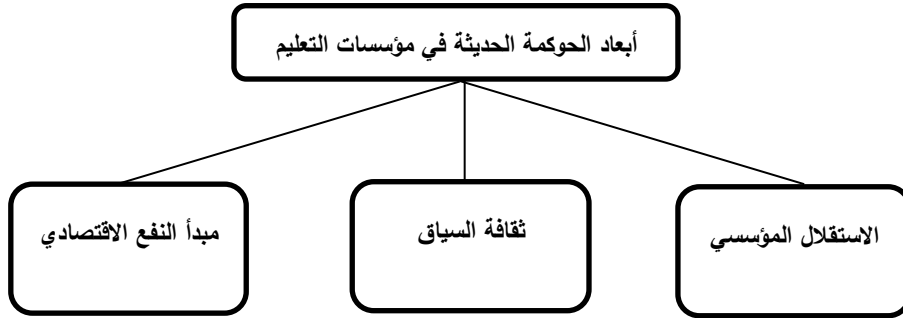 أبعاد الحوكمة الحديثة في مؤسسات التعليم
الاستقلال المؤسسي
ثقافة السياق
مبدأ النفع الاقتصادي